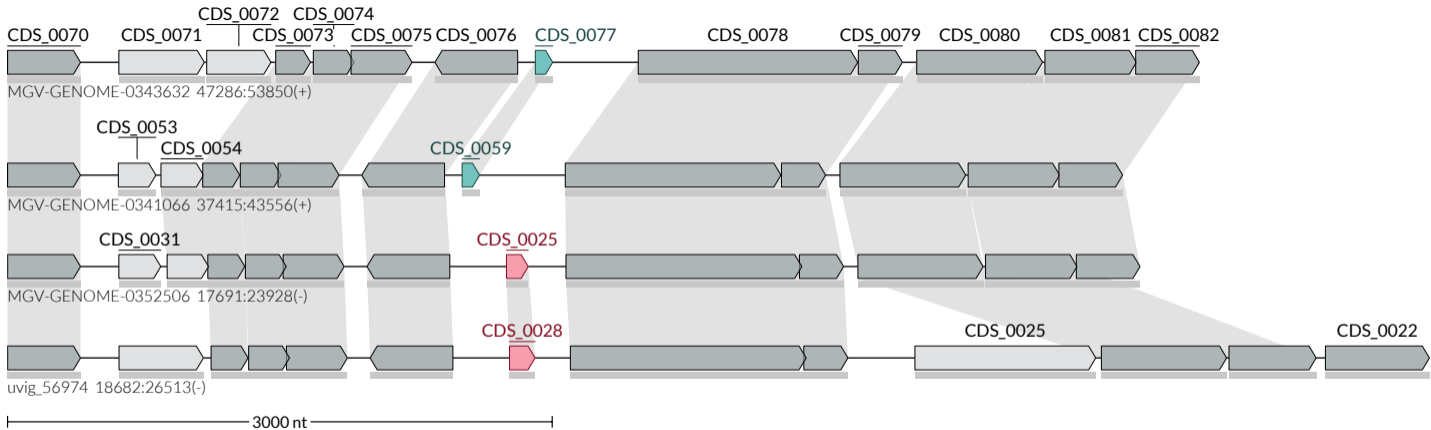 CDS_0072 CDS_0074
CDS_0070 CDS_0071 CDS_0073 CDS_0075 CDS_0076 CDS_0077 CDS_0078 CDS_0079 CDS_0080 CDS_0081 CDS_0082
MGV-GENOME-0343632 47286:53850(+)
CDS_0053
CDS_0054 CDS_0059
MGV-GENOME-0341066 37415:43556(+)
CDS_0031 CDS_0025
MGV-GENOME-0352506 17691:23928(-)
CDS_0028 CDS_0025 CDS_0022
uvig_56974 18682:26513(-)
3000 nt